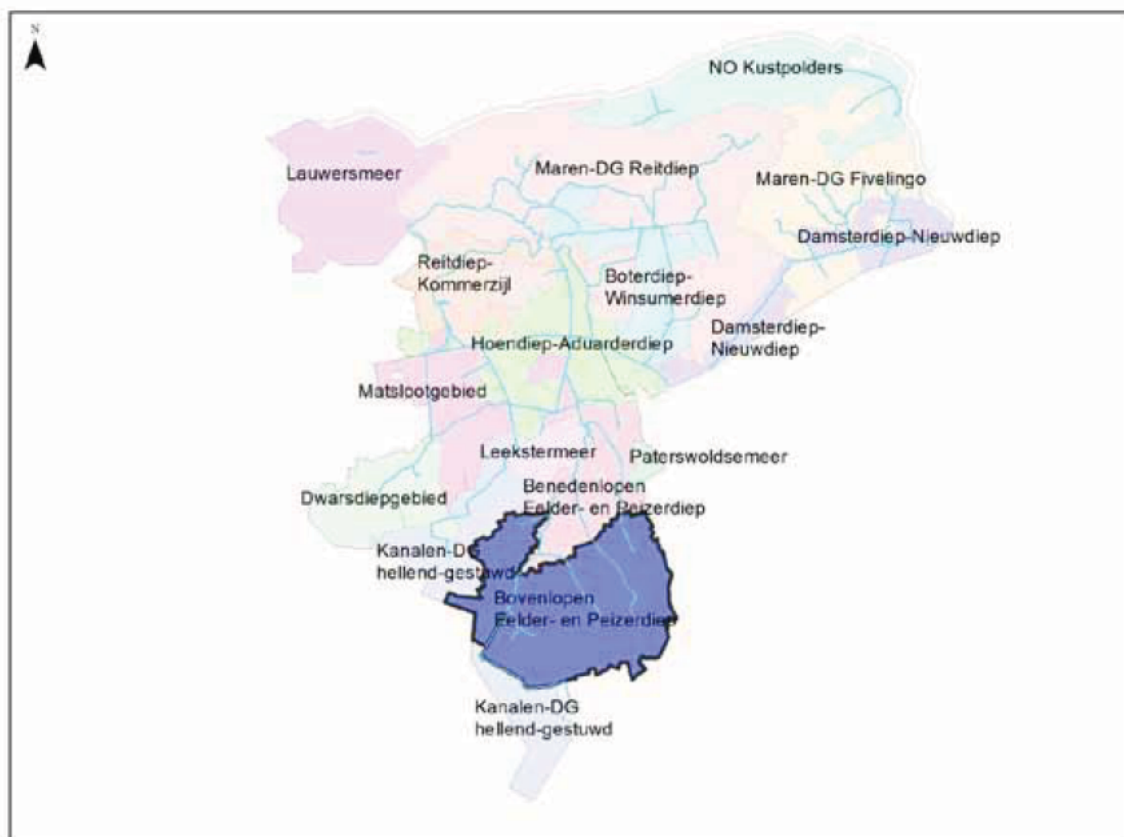 N
NO Kustpolders
Lauwersmeer
Maren-DG Reitdiep
Maren-DG Fivelingo
Damsterdiep-Nieuwdiep
Reitdiep-
Kommerzijl
Boterdiep-
Winsumerdiep
Damsterdiep-
Nieuwdiep
Hoendiep-Aduarderdiep
Matslootgebied
Leekstermeer
Paterswoldsemeer
Dwarsdiepgebied
Benedenlopen
Eelder- en Peizerdiep
Kanalen-DG
hellend-gestuwd
Bovenlopen
Eelder- en Peizerdiep
Kanalen-DG
hellend-gestuwd